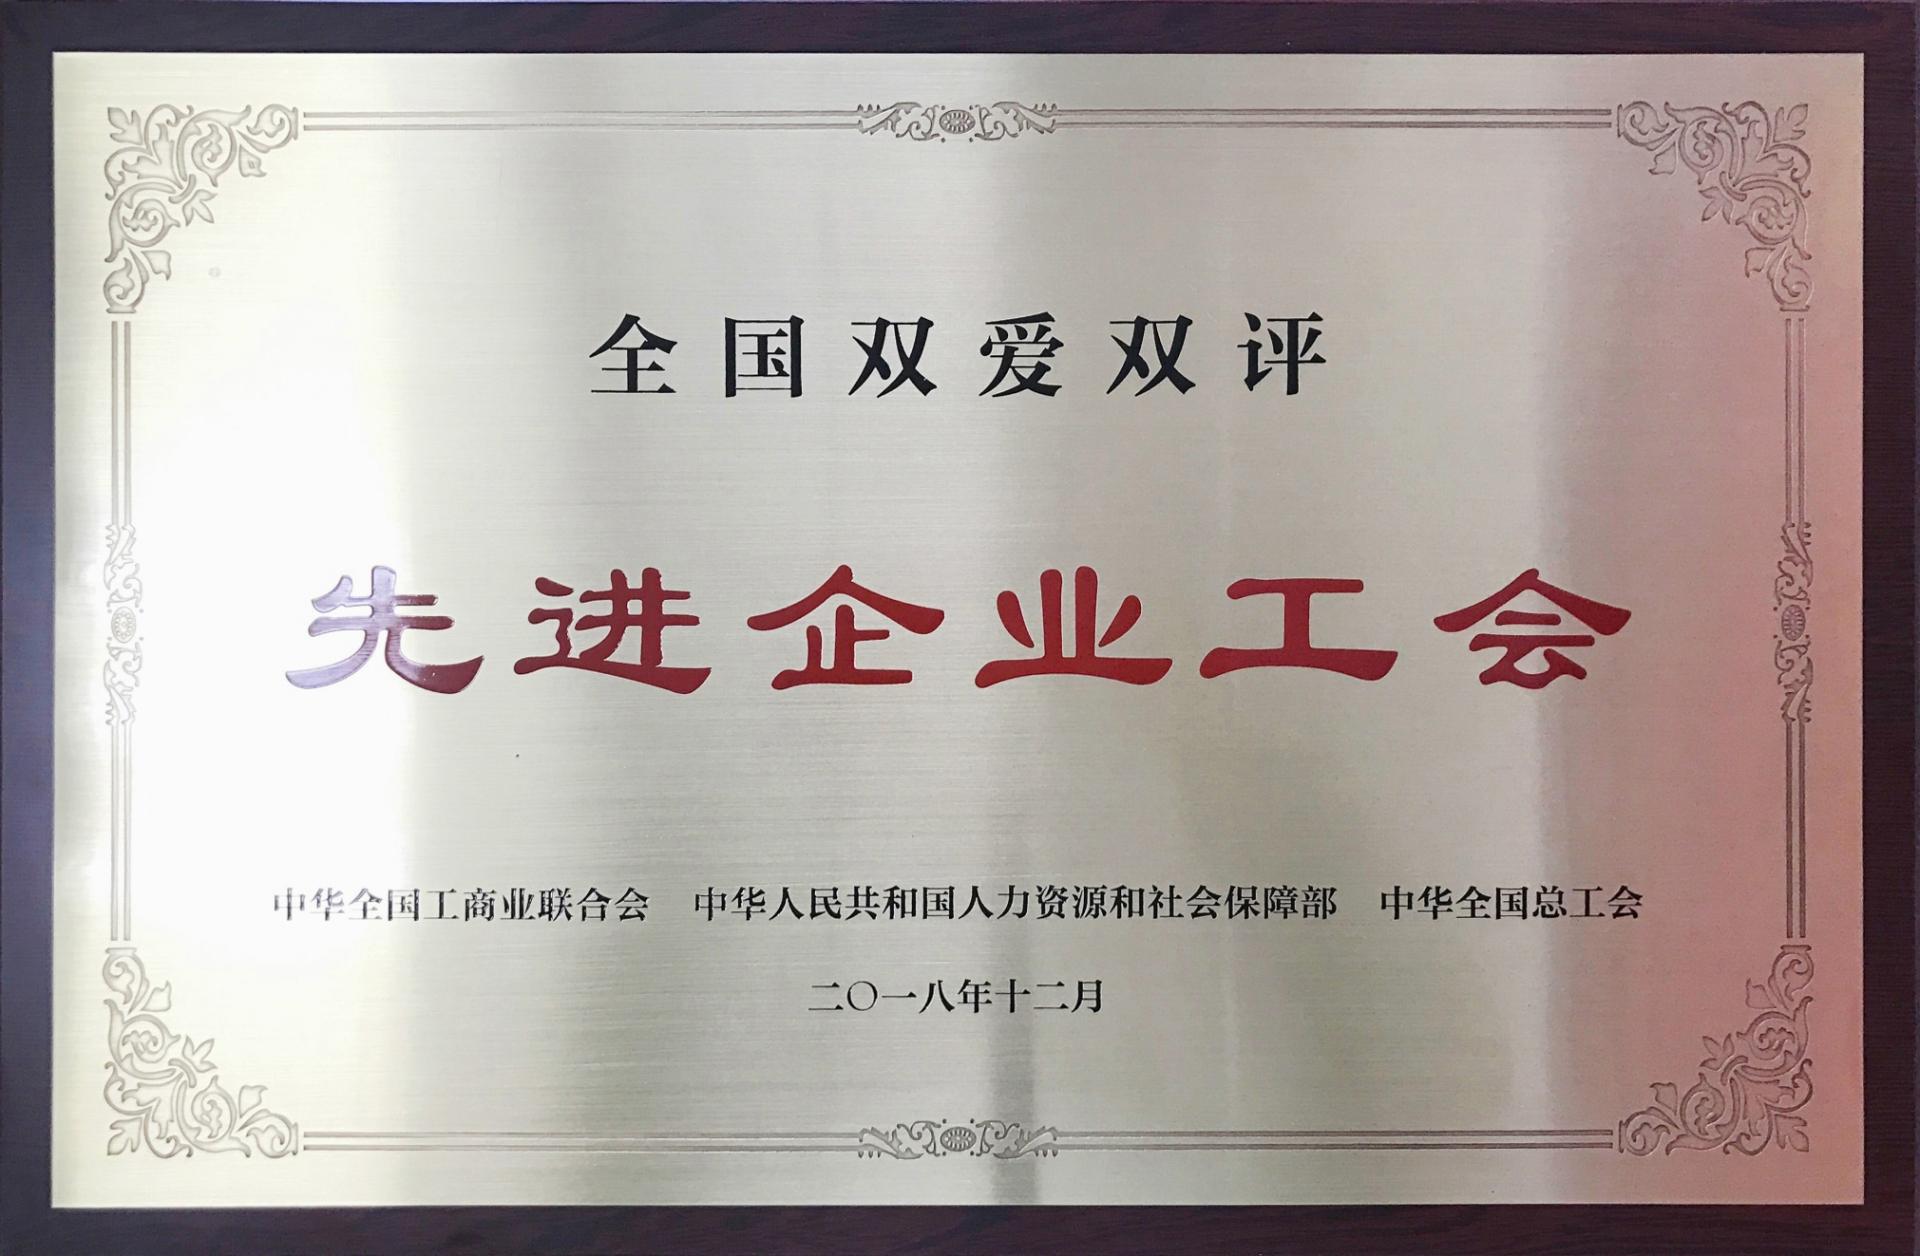 全国双爱双评
先进企业工会
中华全国工商业联合会 中华人民共和国人力资源和社会保障部 中华全国总工会
二〇一八年十二月